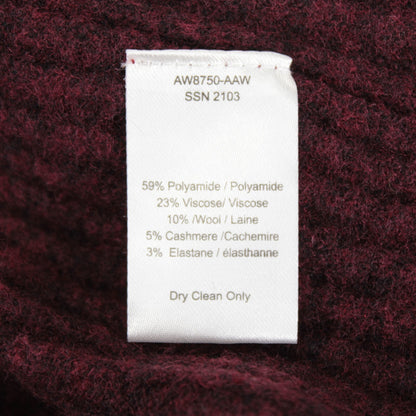 AW8750-AAW
SSN 2103
59% Polyamide / Polyamide
23% Viscose/ Viscose
10% /Wool / Laine
5% Cashmere /Cachemire
3% Elastane / élasthanne
Dry Clean Only